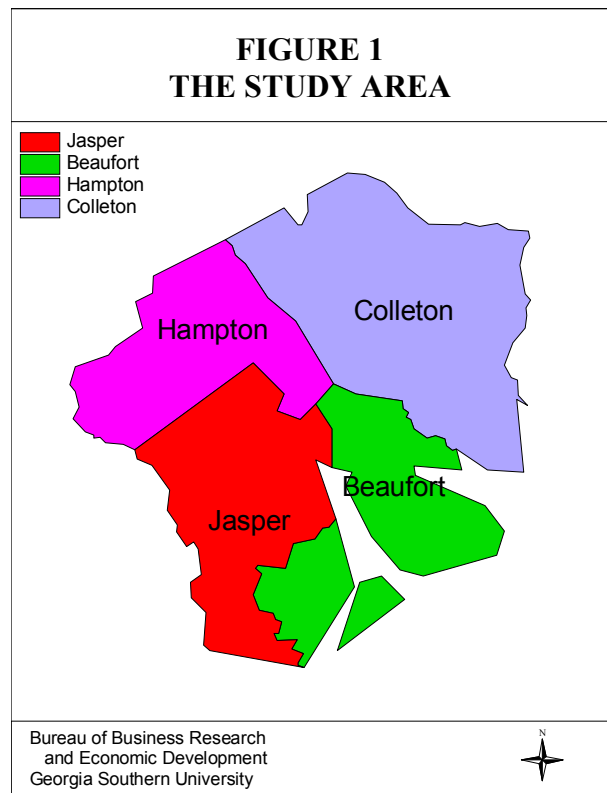 FIGURE 1
THE STUDY AREA
Jasper
Beaufort
Hampton
Colleton
Colleton
Hampton
Beaufort
Jasper
Bureau of Business Research
and Economic Development
Georgia Southern University
N